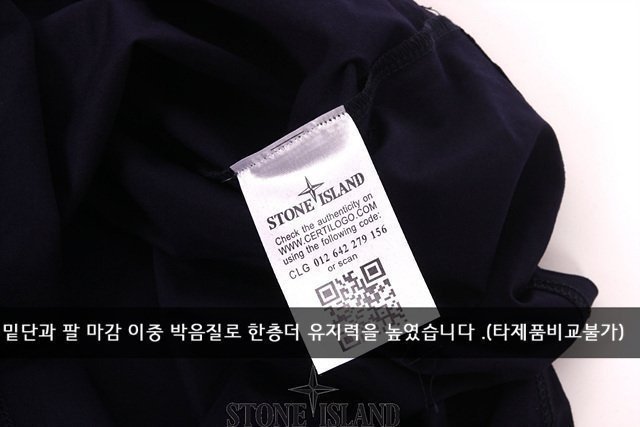 STONE ISLAND
Check the authenticity on
WWW.CERTILOGO.COM
using the following code:
CLG 012 642 279 156
or scan
밑단과 팔 마감 이중 박음질로 한층더 유지력을 높였습니다 .(타제품비교불가)
STONE ISLAND